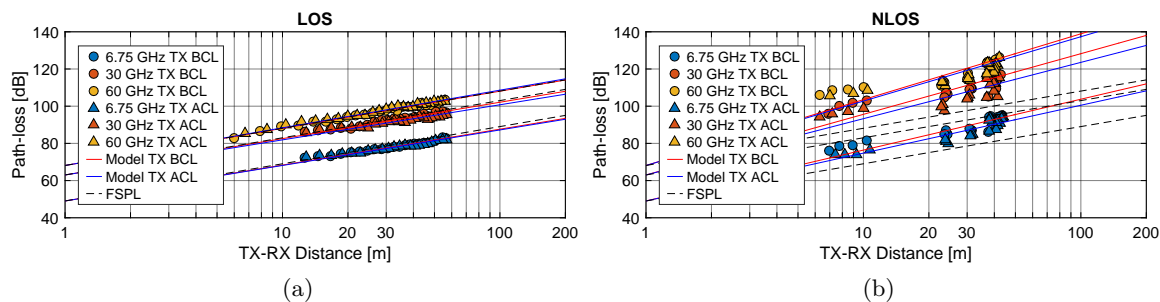 LOS
140
120
100
80
60
40
Path-loss [dB]
6.75 GHz TX BCL
30 GHz TX BCL
60 GHz TX BCL
6.75 GHz TX ACL
30 GHz TX ACL
60 GHz TX ACL
Model TX BCL
Model TX ACL
FSPL
1 10 20 30 100 200
TX-RX Distance [m]
(a)
NLOS
140
120
100
80
60
40
Path-loss [dB]
6.75 GHz TX BCL
30 GHz TX BCL
60 GHz TX BCL
6.75 GHz TX ACL
30 GHz TX ACL
60 GHz TX ACL
Model TX BCL
Model TX ACL
FSPL
1 10 20 30 100 200
TX-RX Distance [m]
(b)